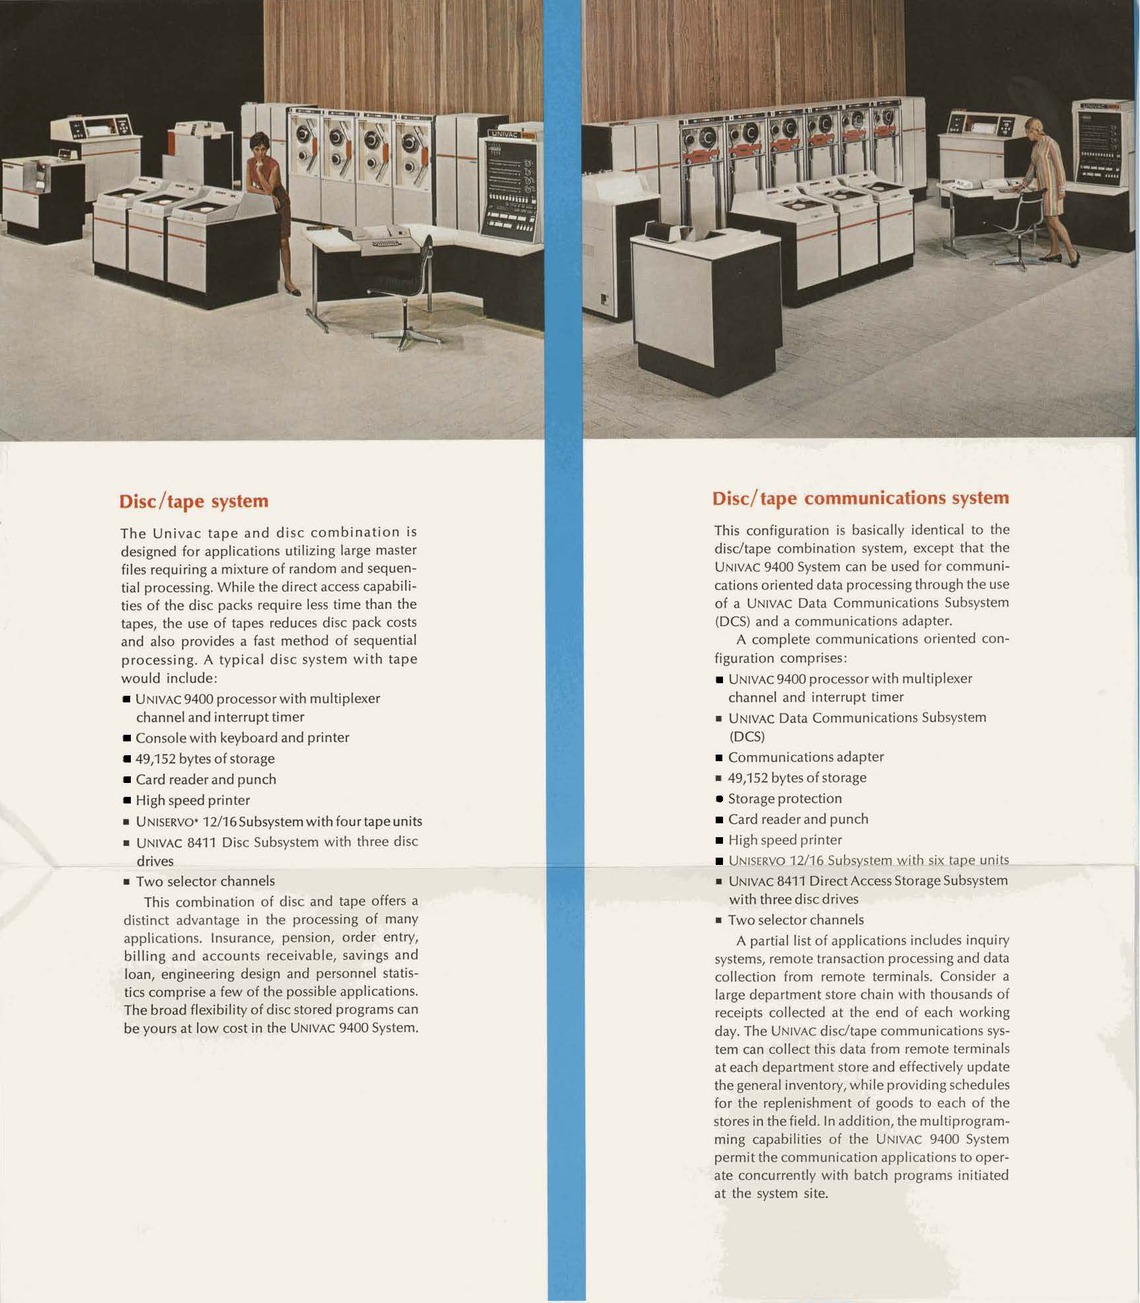 UNIVAC
UNIVAC
Disc/tape system
The Univac tape and disc combination is
designed for applications utilizing large master
files requiring a mixture of random and sequen-
tial processing. While the direct access capabili-
ties of the disc packs require less time than the
tapes, the use of tapes reduces disc pack costs
and also provides a fast method of sequential
processing. A typical disc system with tape
would include:
■ UNIVAC 9400 processor with multiplexer
channel and interrupt timer
■ Console with keyboard and printer
■ 49,152 bytes of storage
■ Card reader and punch
■ High speed printer
■ UNISERVO* 12/16 Subsystem with four tape units
■ UNIVAC 8411 Disc Subsystem with three disc
drives
■ Two selector channels
This combination of disc and tape offers a
distinct advantage in the processing of many
applications. Insurance, pension, order entry,
billing and accounts receivable, savings and
loan, engineering design and personnel statis-
tics comprise a few of the possible applications.
The broad flexibility of disc stored programs can
be yours at low cost in the UNIVAC 9400 System.
Disc/tape communications system
This configuration is basically identical to the
disc/tape combination system, except that the
UNIVAC 9400 System can be used for communi-
cations oriented data processing through the use
of a UNIVAC Data Communications Subsystem
(DCS) and a communications adapter.
A complete communications oriented con-
figuration comprises:
■ UNIVAC 9400 processor with multiplexer
channel and interrupt timer
■ UNIVAC Data Communications Subsystem
(DCS)
■ Communications adapter
■ 49,152 bytes of storage
■ Storage protection
■ Card reader and punch
■ High speed printer
■ UNISERVO 12/16 Subsystem with six tape units
■ UNIVAC 8411 Direct Access Storage Subsystem
with three disc drives
■ Two selector channels
A partial list of applications includes inquiry
systems, remote transaction processing and data
collection from remote terminals. Consider a
large department store chain with thousands of
receipts collected at the end of each working
day. The UNIVAC disc/tape communications sys-
tem can collect this data from remote terminals
at each department store and effectively update
the general inventory, while providing schedules
for the replenishment of goods to each of the
stores in the field. In addition, the multiprogram-
ming capabilities of the UNIVAC 9400 System
permit the communication applications to oper-
ate concurrently with batch programs initiated
at the system site.